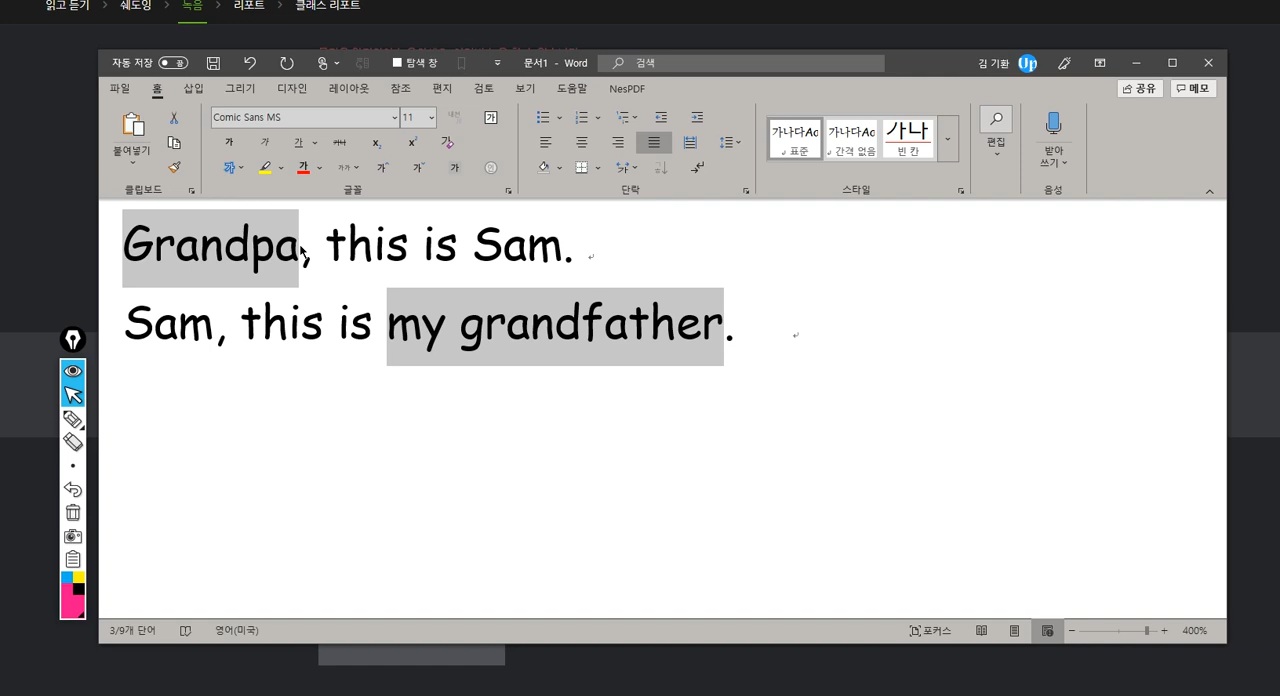 읽고 듣기 > 쉐도잉 > 녹음 > 리포트 > 클래스 리포트
자동 저장 끔 탐색 창 문서1 - Word 검색 김 기환 Up
파일 홈 삽입 그리기 디자인 레이아웃 참조 편지 검토 보기 도움말 NesPDF 공유 메모
붙여넣기
클립보드
Comic Sans MS 11
글꼴
단락
가나다Aa 가나다Aa 가나
표준 간격 없음 빈 칸
스타일
편집
받아
쓰기
음성
Grandpa, this is Sam.
Sam, this is my grandfather.
3/9개 단어 영어(미국) 포커스 400%